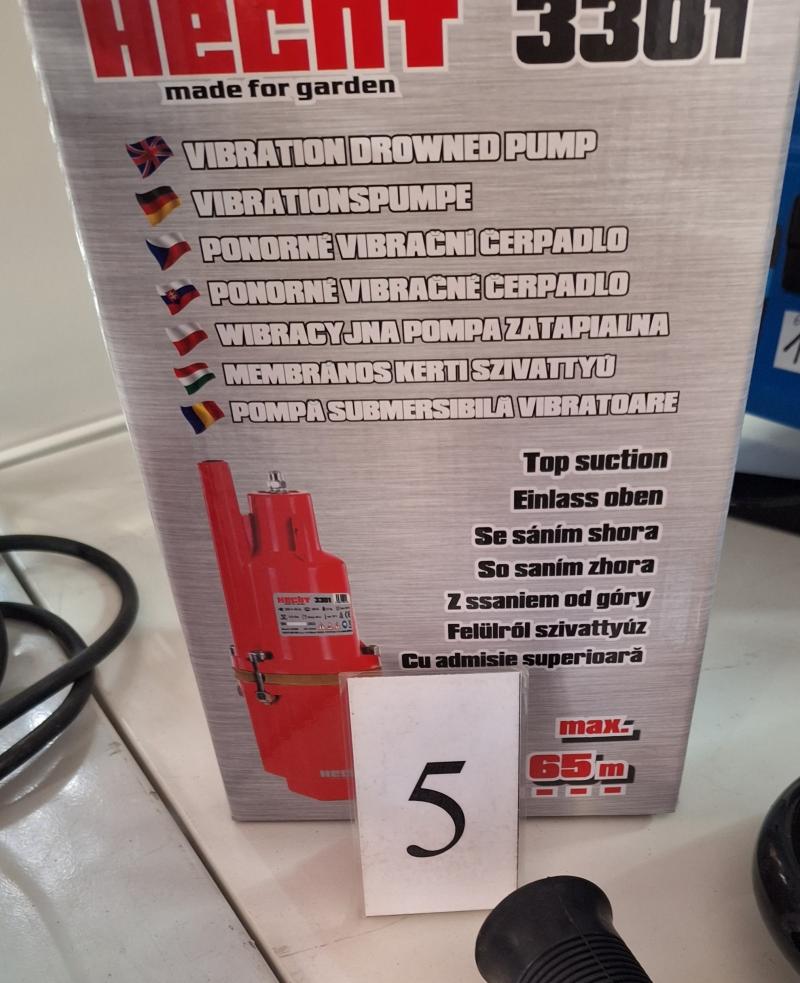 HECHT 3301
made for garden
VIBRATION DROWNED PUMP
VIBRATIONSPUMPE
PONORNÉ VIBRAČNÍ ČERPADLO
PONORNÉ VIBRAČNÉ ČERPADLO
WIBRACYJNA POMPA ZATAPIALNA
MEMBRÁNOS KERTI SZIVATTYÚ
POMPĂ SUBMERSIBILĂ VIBRATOARE
Top suction
Einlass oben
Se sáním shora
So saním zhora
Z ssaniem od góry
Felülről szivattyúz
Cu admisie superioară
HECHT 3301
max.
65 m
5